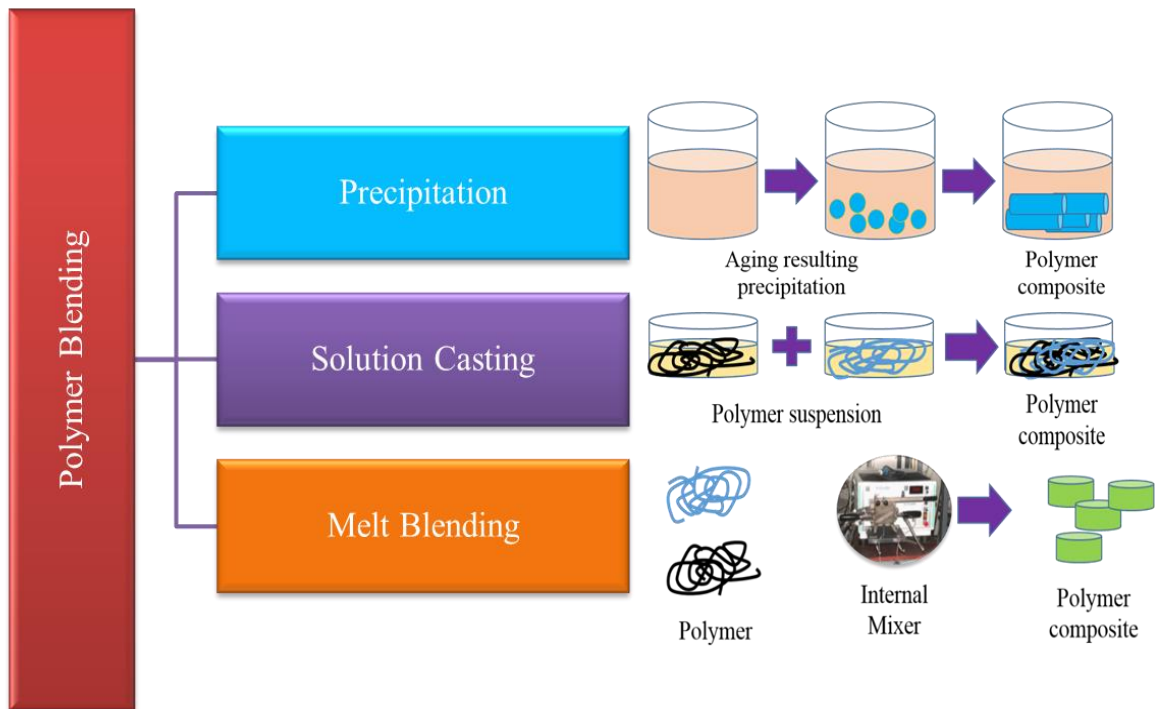 Polymer Blending
Precipitation
Aging resulting
precipitation
Polymer
composite
Solution Casting
Polymer suspension
Polymer
composite
Melt Blending
Polymer
Internal
Mixer
Polymer
composite